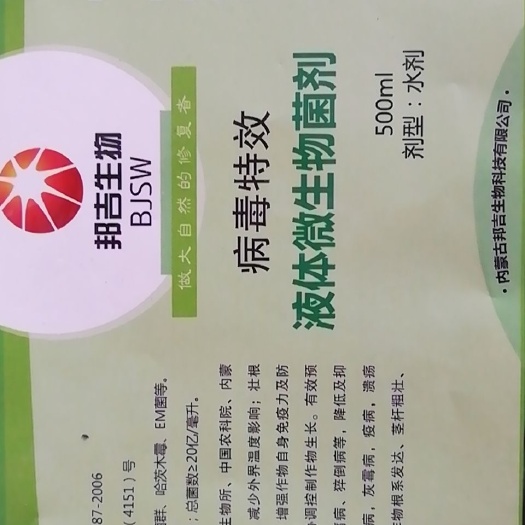 邦吉生物
BJSW
做大自然的修复者
病毒特效
液体微生物菌剂
500ml
剂型：水剂
·内蒙古邦吉生物科技有限公司·
87-2006
（4151）号
群、哈茨木霉、EM菌等。
；总菌数≥20亿/毫升。
生物所、中国农科院、内蒙
减少外界温度影响；壮根
增强作物自身免疫力及防
调控制作物生长。有效预
病、猝倒病等，降低及抑
病，灰霉病，疫病，溃疡
物根系发达、茎杆粗壮、